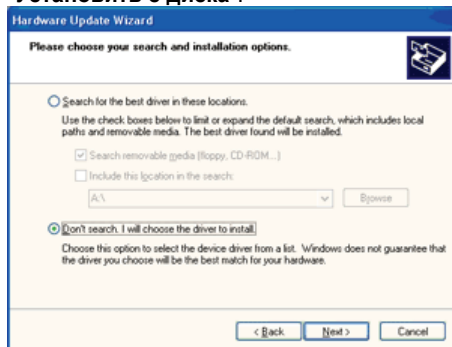 Установить с диска".
Hardware Update Wizard
Please choose your search and installation options.
Search for the best driver in these locations.
Use the check boxes below to limit or expand the default search, which includes local
paths and removable media. The best driver found will be installed.
Search removable media (floppy, CD-ROM...)
Include this location in the search:
A:\
Browse
Don't search. I will choose the driver to install.
Choose this option to select the device driver from a list. Windows does not guarantee that
the driver you choose will be the best match for your hardware.
< Back Next > Cancel